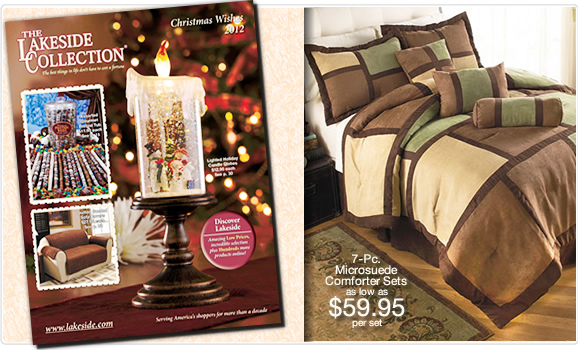 Christmas Wishes
2012
THE
LAKESIDE
COLLECTION®
The best things in life don't have to cost a fortune
Lighted Holiday
Candle Globes
$12.95 each
See p. 30
Discover
Lakeside
Amazing Low Prices,
incredible selection
plus Hundreds more
products online!
Serving America's shoppers for more than a decade
www.lakeside.com
7-Pc.
Microsuede
Comforter Sets
as low as
$59.95
per set